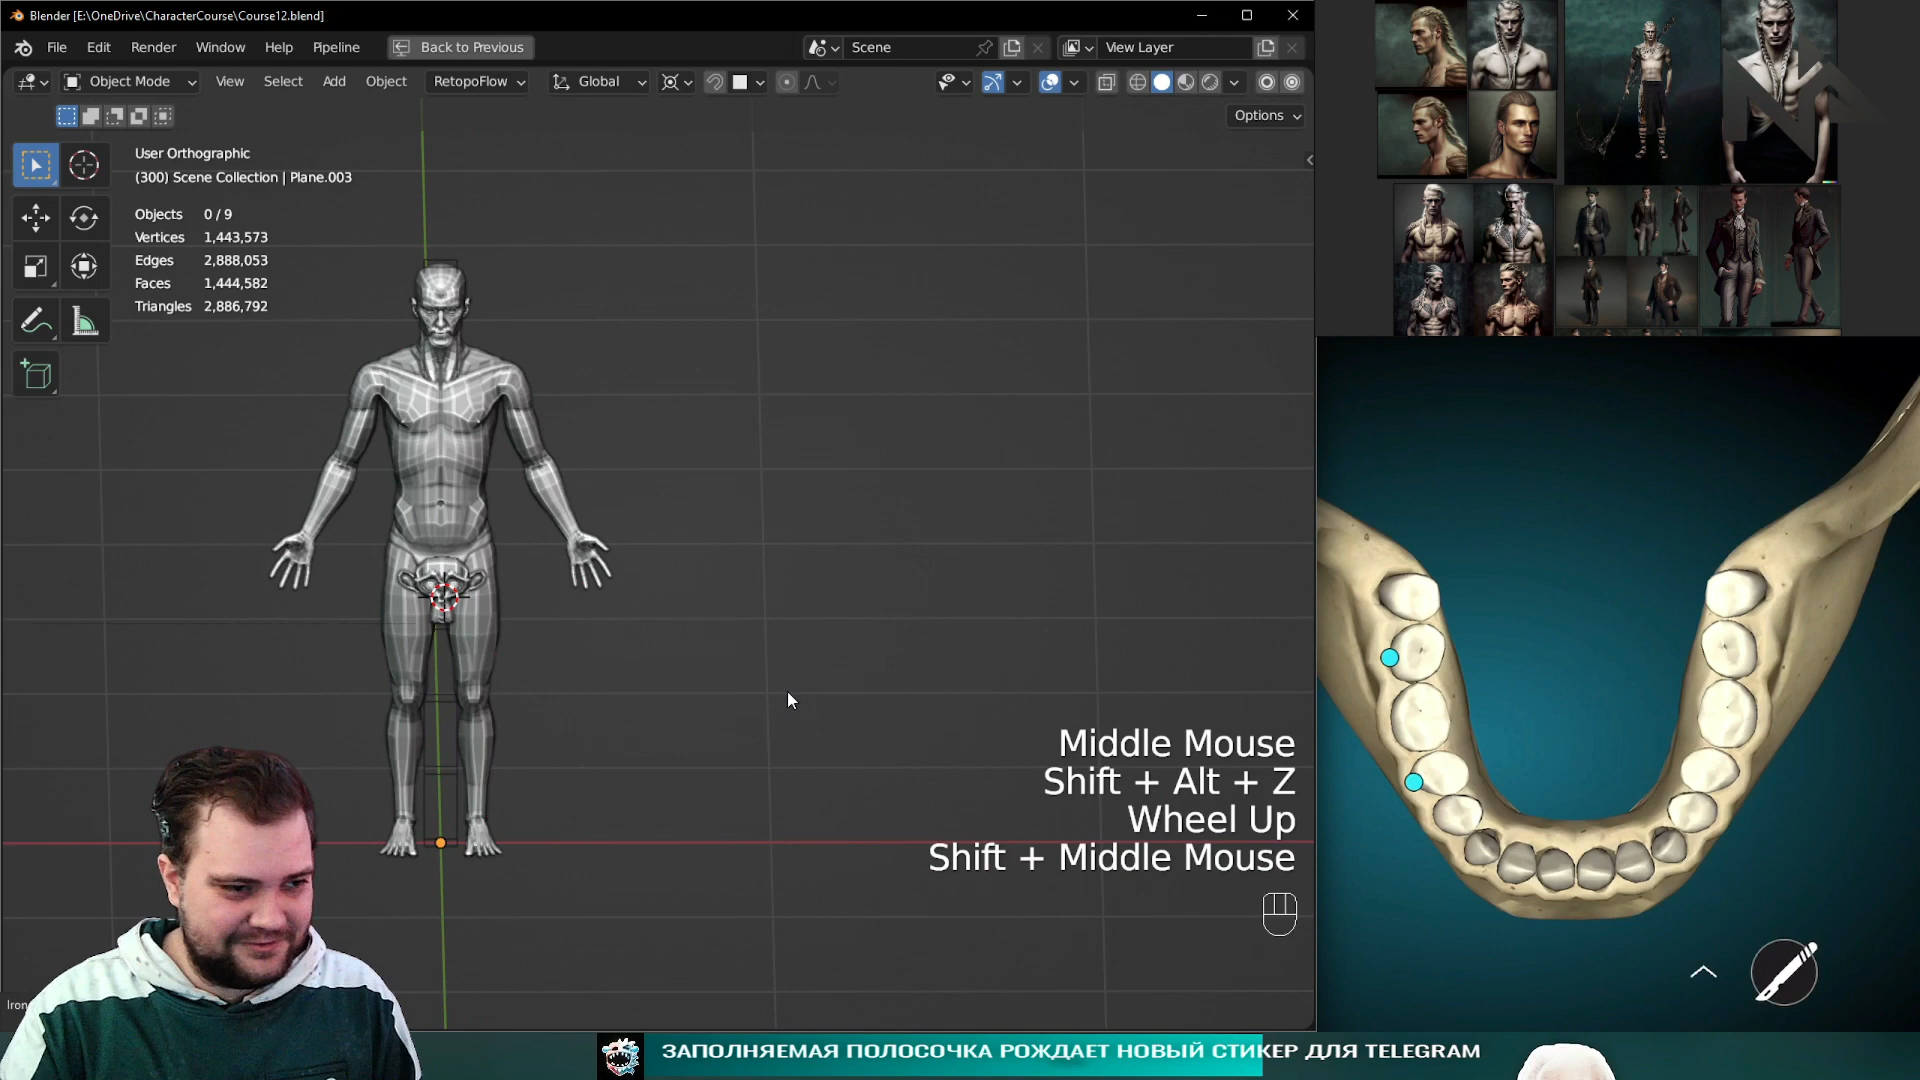 Blender [E:\OneDrive\CharacterCourse\Course12.blend]
File Edit Render Window Help Pipeline Back to Previous Scene View Layer
Object Mode View Select Add Object RetopoFlow Global
Options
User Orthographic
(300) Scene Collection | Plane.003
Objects 0 / 9
Vertices 1,443,573
Edges 2,888,053
Faces 1,444,582
Triangles 2,886,792
Middle Mouse
Shift + Alt + Z
Wheel Up
Shift + Middle Mouse
ЗАПОЛНЯЕМАЯ ПОЛОСОЧКА РОЖДАЕТ НОВЫЙ СТИКЕР ДЛЯ TELEGRAM